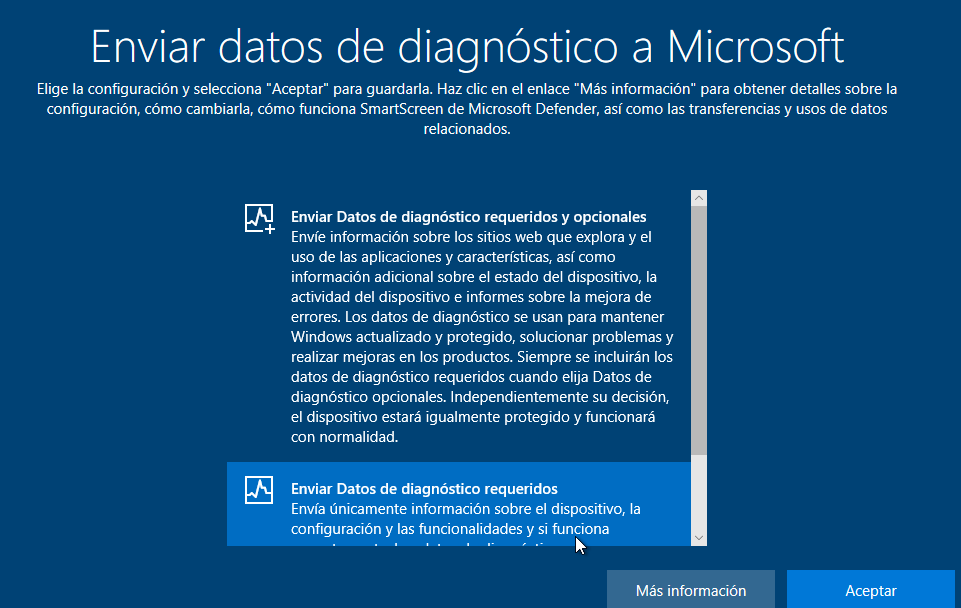 Enviar datos de diagnóstico a Microsoft
Elige la configuración y selecciona "Aceptar" para guardarla. Haz clic en el enlace "Más información" para obtener detalles sobre la
configuración, cómo cambiarla, cómo funciona SmartScreen de Microsoft Defender, así como las transferencias y usos de datos
relacionados.
Enviar Datos de diagnóstico requeridos y opcionales
Envíe información sobre los sitios web que explora y el
uso de las aplicaciones y características, así como
información adicional sobre el estado del dispositivo, la
actividad del dispositivo e informes sobre la mejora de
errores. Los datos de diagnóstico se usan para mantener
Windows actualizado y protegido, solucionar problemas y
realizar mejoras en los productos. Siempre se incluirán los
datos de diagnóstico requeridos cuando elija Datos de
diagnóstico opcionales. Independientemente su decisión,
el dispositivo estará igualmente protegido y funcionará
con normalidad.
Enviar Datos de diagnóstico requeridos
Envía únicamente información sobre el dispositivo, la
configuración y las funcionalidades y si funciona
Más información
Aceptar